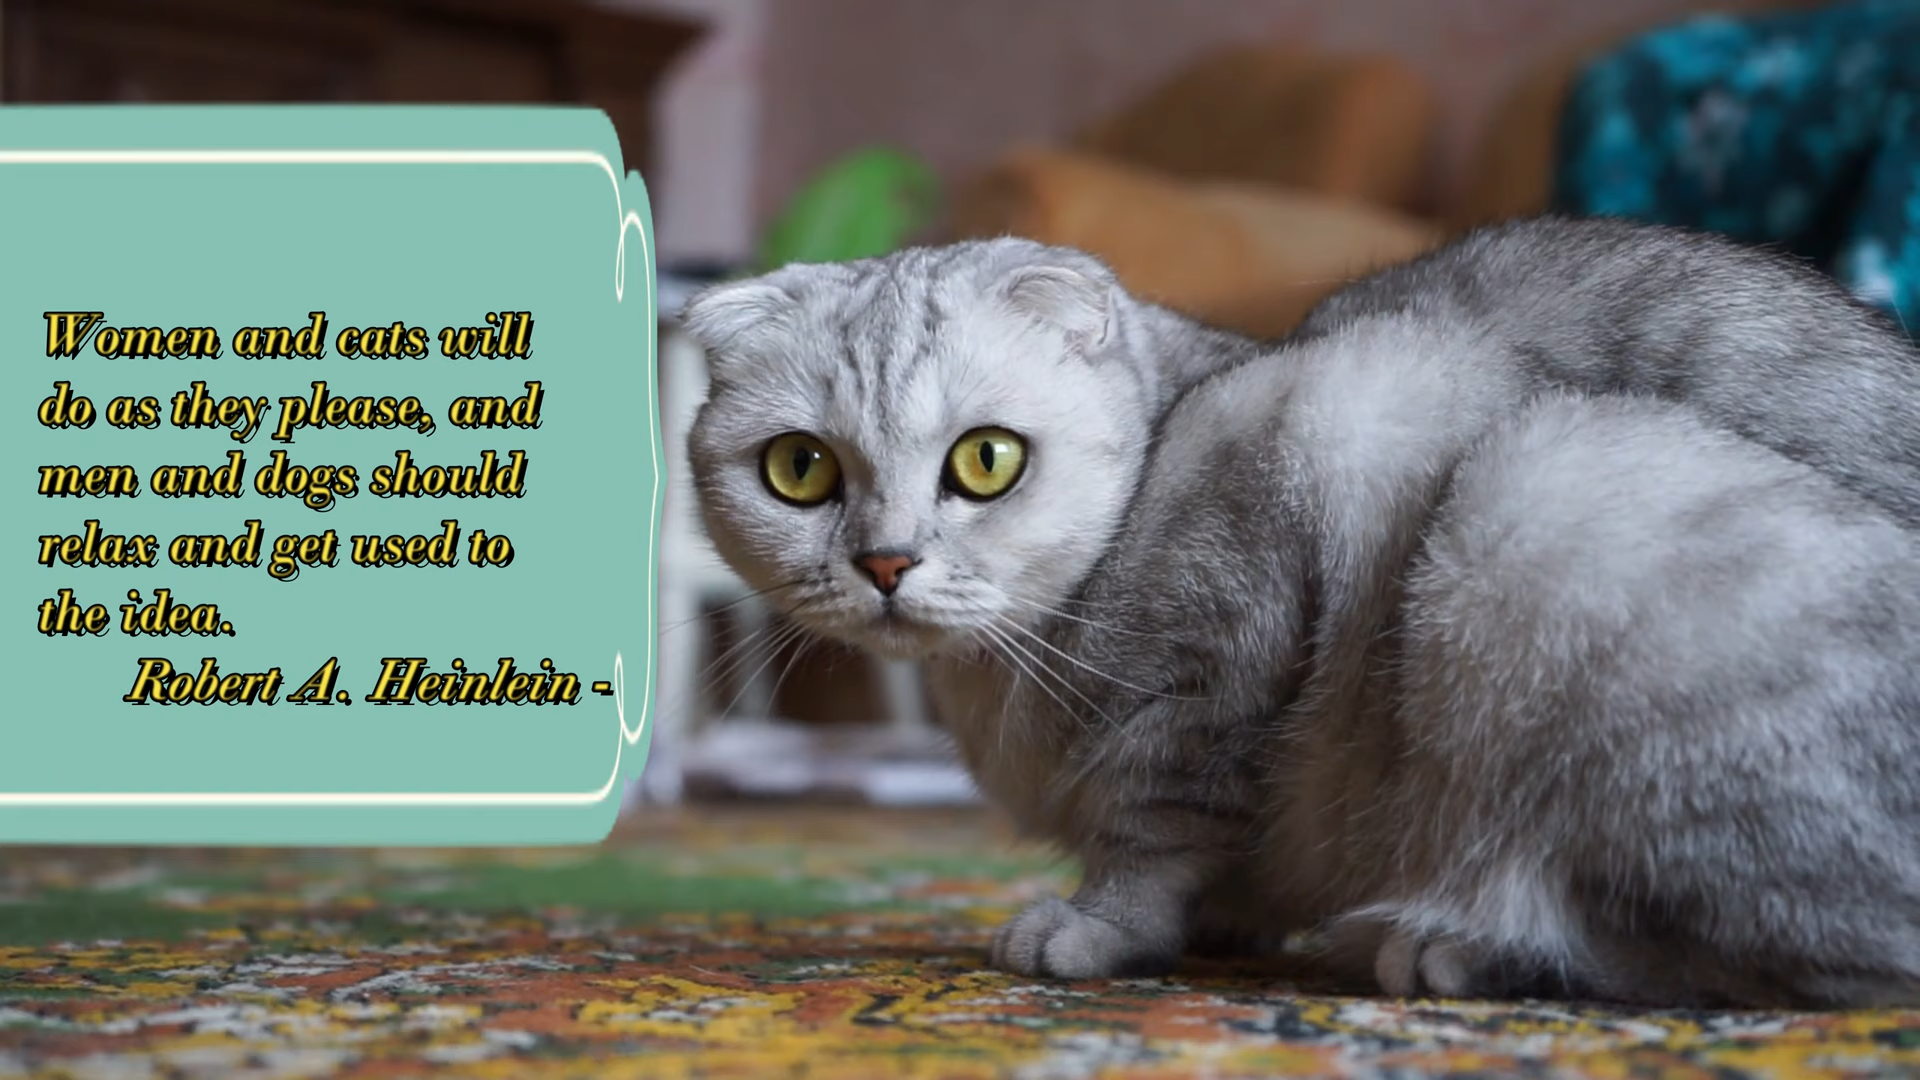 Women and cats will
do as they please, and
men and dogs should
relax and get used to
the idea.
Robert A. Heinlein -